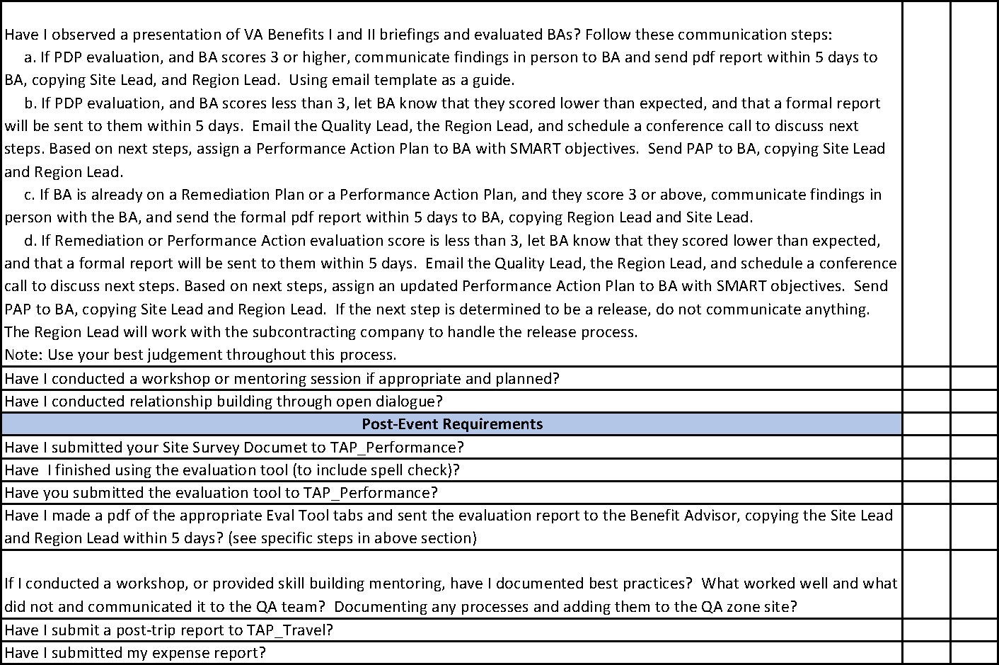 Have I observed a presentation of VA Benefits I and II briefings and evaluated BAs? Follow these communication steps:
a. If PDP evaluation, and BA scores 3 or higher, communicate findings in person to BA and send pdf report within 5 days to
BA, copying Site Lead, and Region Lead.  Using email template as a guide.
b. If PDP evaluation, and BA scores less than 3, let BA know that they scored lower than expected, and that a formal report
will be sent to them within 5 days.  Email the Quality Lead, the Region Lead, and schedule a conference call to discuss next
steps. Based on next steps, assign a Performance Action Plan to BA with SMART objectives.  Send PAP to BA, copying Site Lead
and Region Lead.
c. If BA is already on a Remediation Plan or a Performance Action Plan, and they score 3 or above, communicate findings in
person with the BA, and send the formal pdf report within 5 days to BA, copying Region Lead and Site Lead.
d. If Remediation or Performance Action evaluation score is less than 3, let BA know that they scored lower than expected,
and that a formal report will be sent to them within 5 days.  Email the Quality Lead, the Region Lead, and schedule a conference
call to discuss next steps. Based on next steps, assign an updated Performance Action Plan to BA with SMART objectives.  Send
PAP to BA, copying Site Lead and Region Lead.  If the next step is determined to be a release, do not communicate anything.
The Region Lead will work with the subcontracting company to handle the release process.
Note: Use your best judgement throughout this process.
Have I conducted a workshop or mentoring session if appropriate and planned?
Have I conducted relationship building through open dialogue?
Post-Event Requirements
Have I submitted your Site Survey Documet to TAP_Performance?
Have  I finished using the evaluation tool (to include spell check)?
Have you submitted the evaluation tool to TAP_Performance?
Have I made a pdf of the appropriate Eval Tool tabs and sent the evaluation report to the Benefit Advisor, copying the Site Lead
and Region Lead within 5 days? (see specific steps in above section)
If I conducted a workshop, or provided skill building mentoring, have I documented best practices?  What worked well and what
did not and communicated it to the QA team?  Documenting any processes and adding them to the QA zone site?
Have I submit a post-trip report to TAP_Travel?
Have I submitted my expense report?